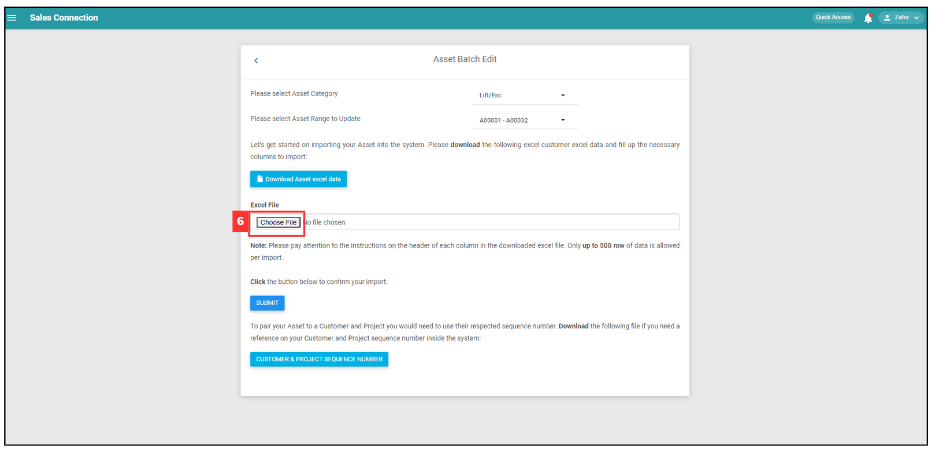 Sales Connection
Quick Access
Zafra
Asset Batch Edit
Please select Asset Category
Lift/Esc
Please select Asset Range to Update
A00001 - A00032
Let's get started on importing your Asset into the system. Please download the following excel customer excel data and fill up the necessary
columns to import:
Download Asset excel data
Excel File
6
Choose File No file chosen
Note: Please pay attention to the instructions on the header of each column in the downloaded excel file. Only up to 500 row of data is allowed
per import.
Click the button below to confirm your import:
SUBMIT
To pair your Asset to a Customer and Project you would need to use their respected sequence number. Download the following file if you need a
reference on your Customer and Project sequence number inside the system:
CUSTOMER & PROJECT SEQUENCE NUMBER